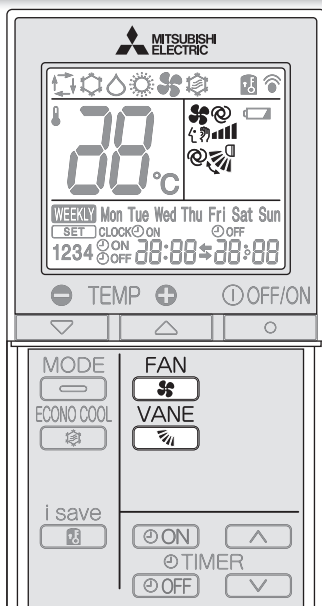 MITSUBISHI
ELECTRIC
88°C
WEEKLY Mon Tue Wed Thu Fri Sat Sun
SET CLOCK ON OFF
1234 ON OFF 88:88 88:88
TEMP OFF/ON
MODE FAN
ECONO COOL VANE
i save
ON
TIMER
OFF